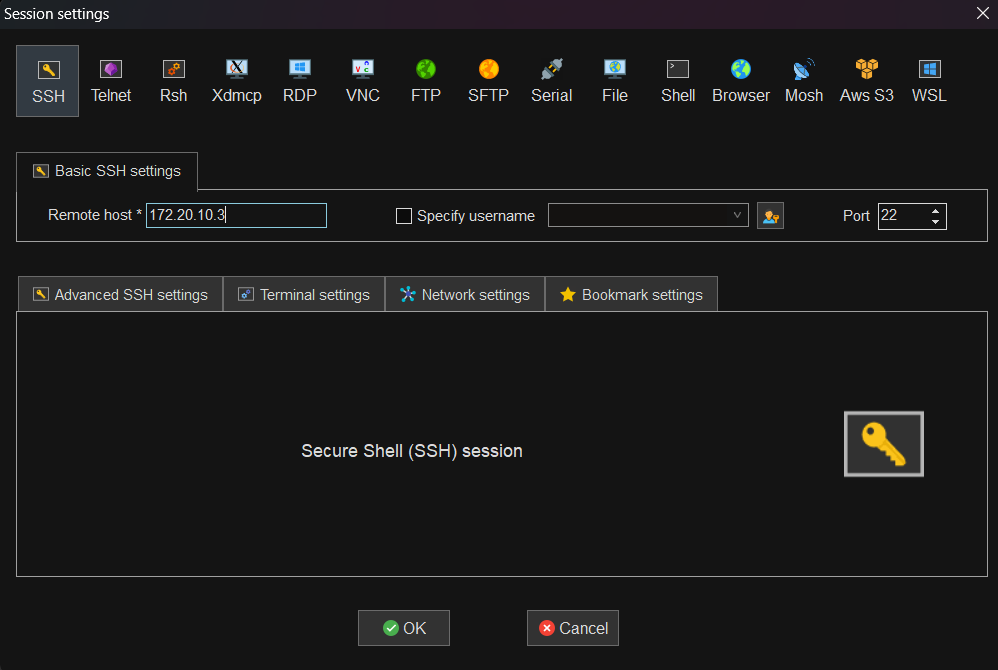 Session settings
SSH Telnet Rsh Xdmcp RDP VNC FTP SFTP Serial File Shell Browser Mosh Aws S3 WSL
Basic SSH settings
Remote host * 172.20.10.3 Specify username Port 22
Advanced SSH settings Terminal settings Network settings Bookmark settings
Secure Shell (SSH) session
OK Cancel